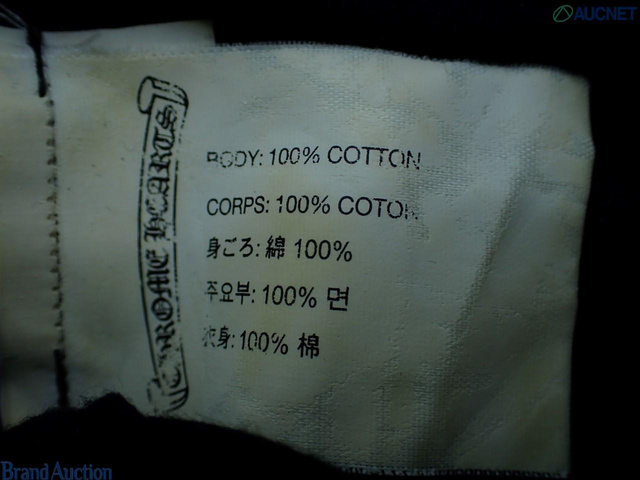 AUCNET
CHROME HEARTS
BODY: 100% COTTON
CORPS: 100% COTON
身ごろ: 綿 100%
주요부: 100% 면
衣身: 100% 棉
Brand Auction